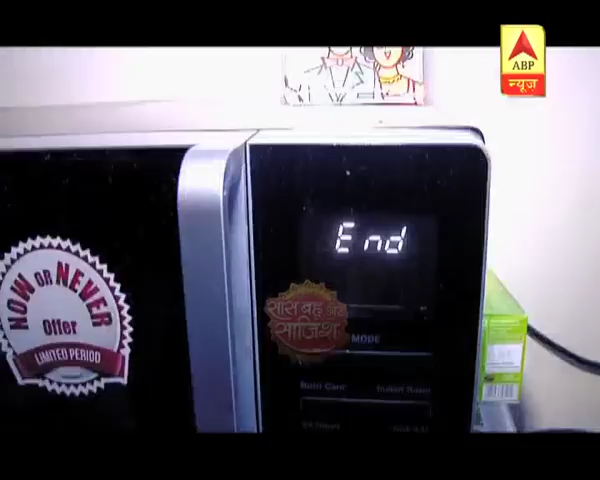 ABP
न्यूज़
End
NOW OR NEVER
Offer
LIMITED PERIOD
सास बहू और
साज़िश
MODE